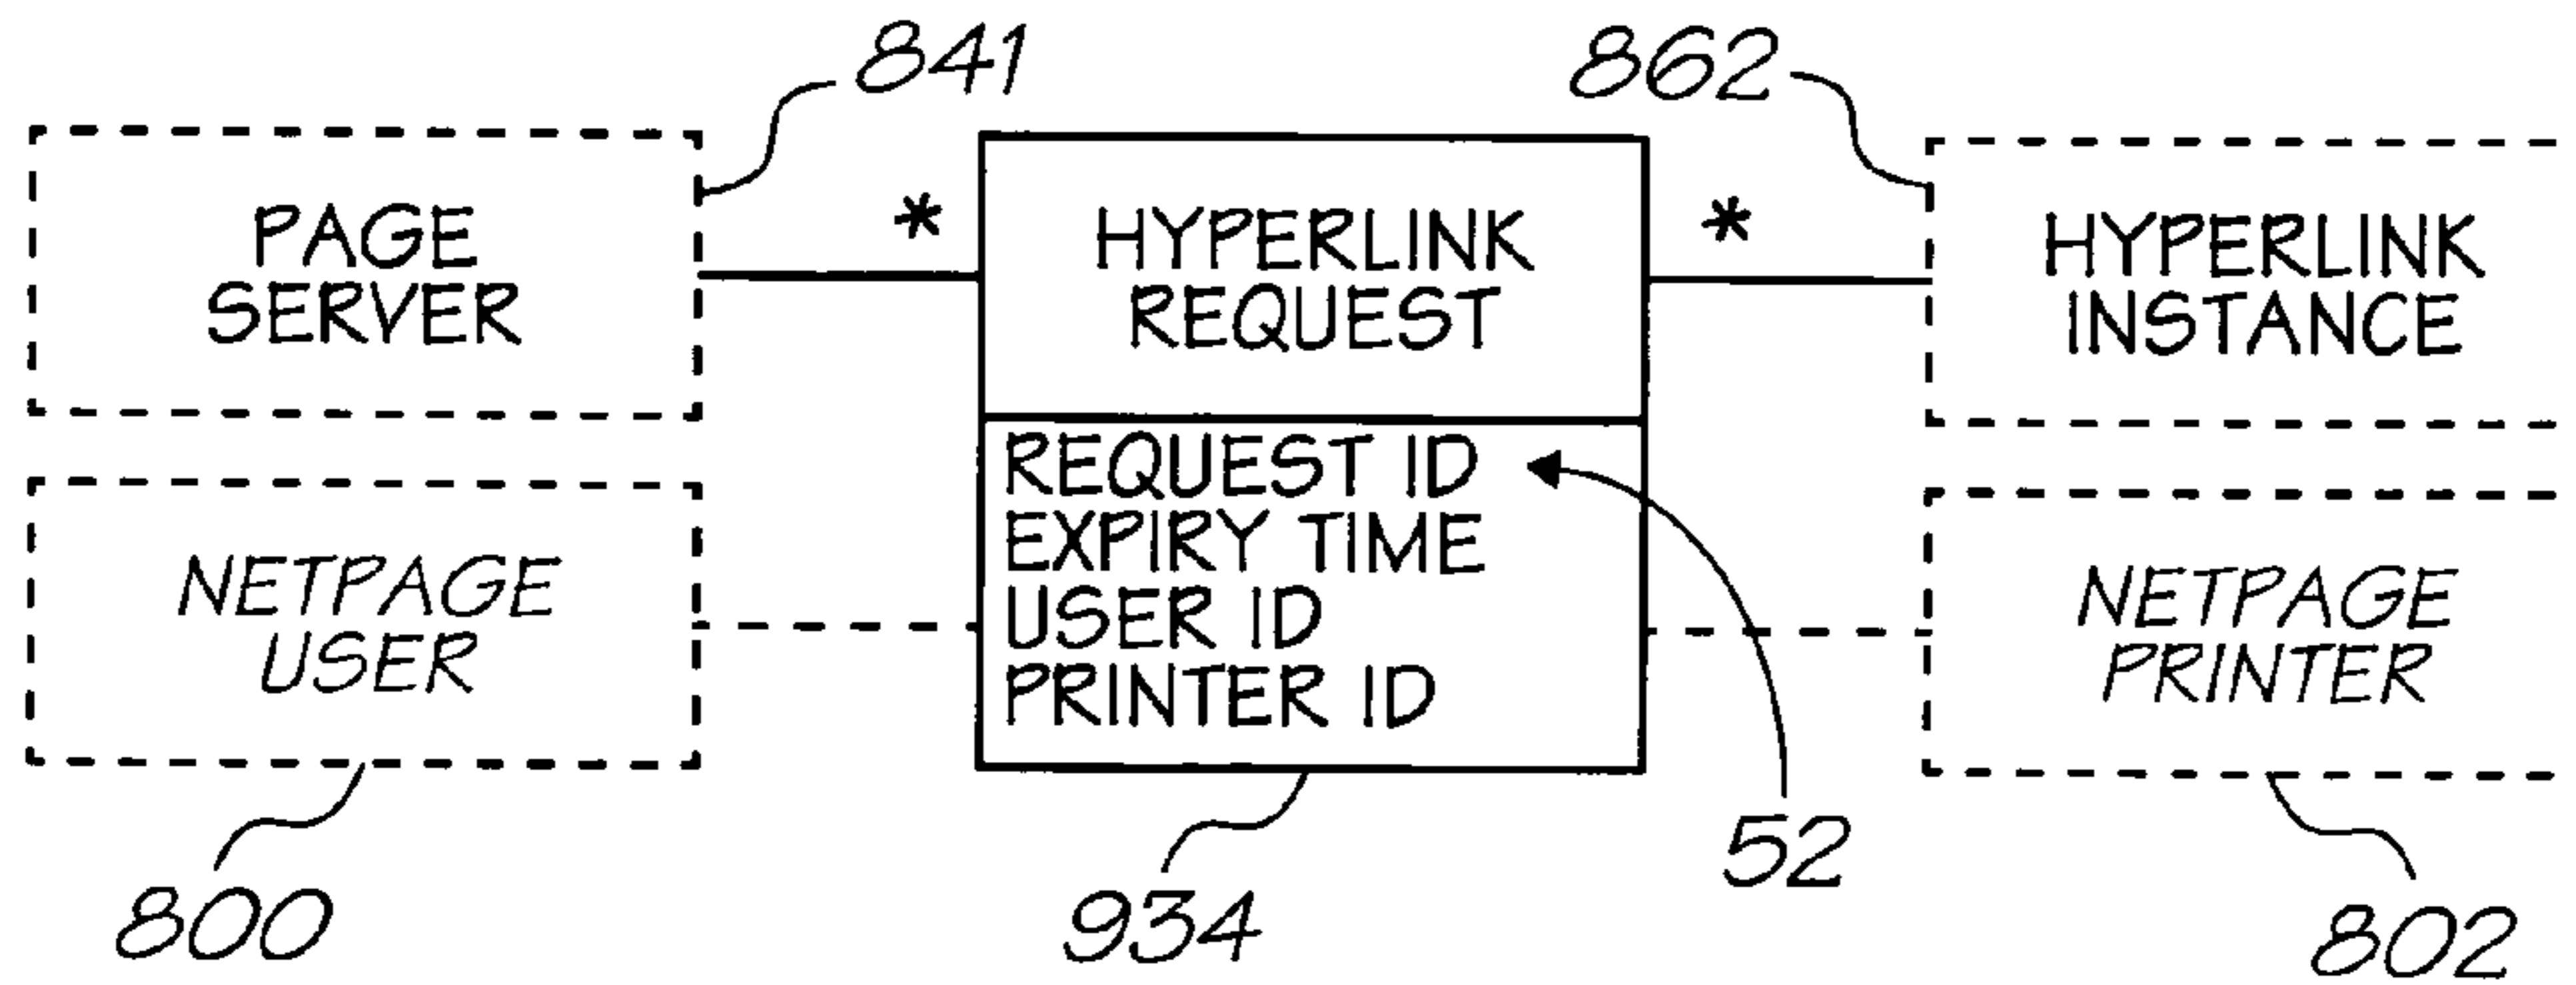 841
862
PAGE
SERVER
*
HYPERLINK
REQUEST
*
HYPERLINK
INSTANCE
REQUEST ID
EXPIRY TIME
USER ID
PRINTER ID
NETPAGE
USER
NETPAGE
PRINTER
800
934
52
802